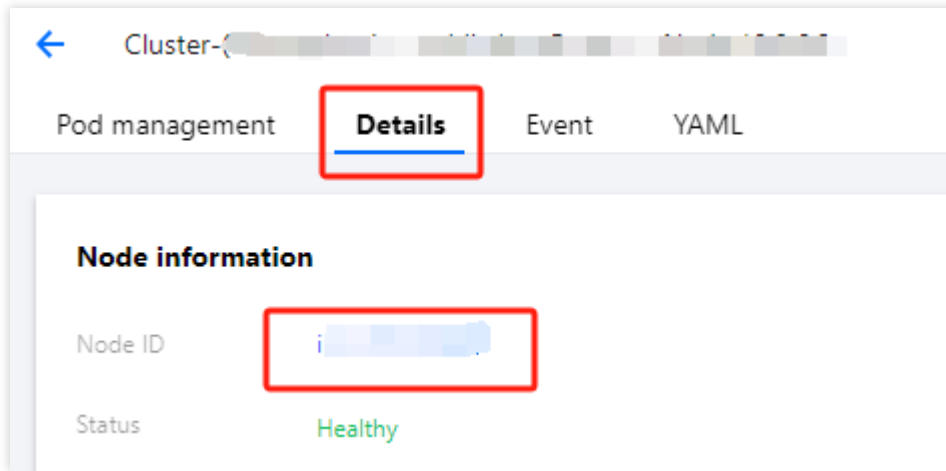 Cluster-(
Pod management Details Event YAML
Node information
Node ID i
Status Healthy